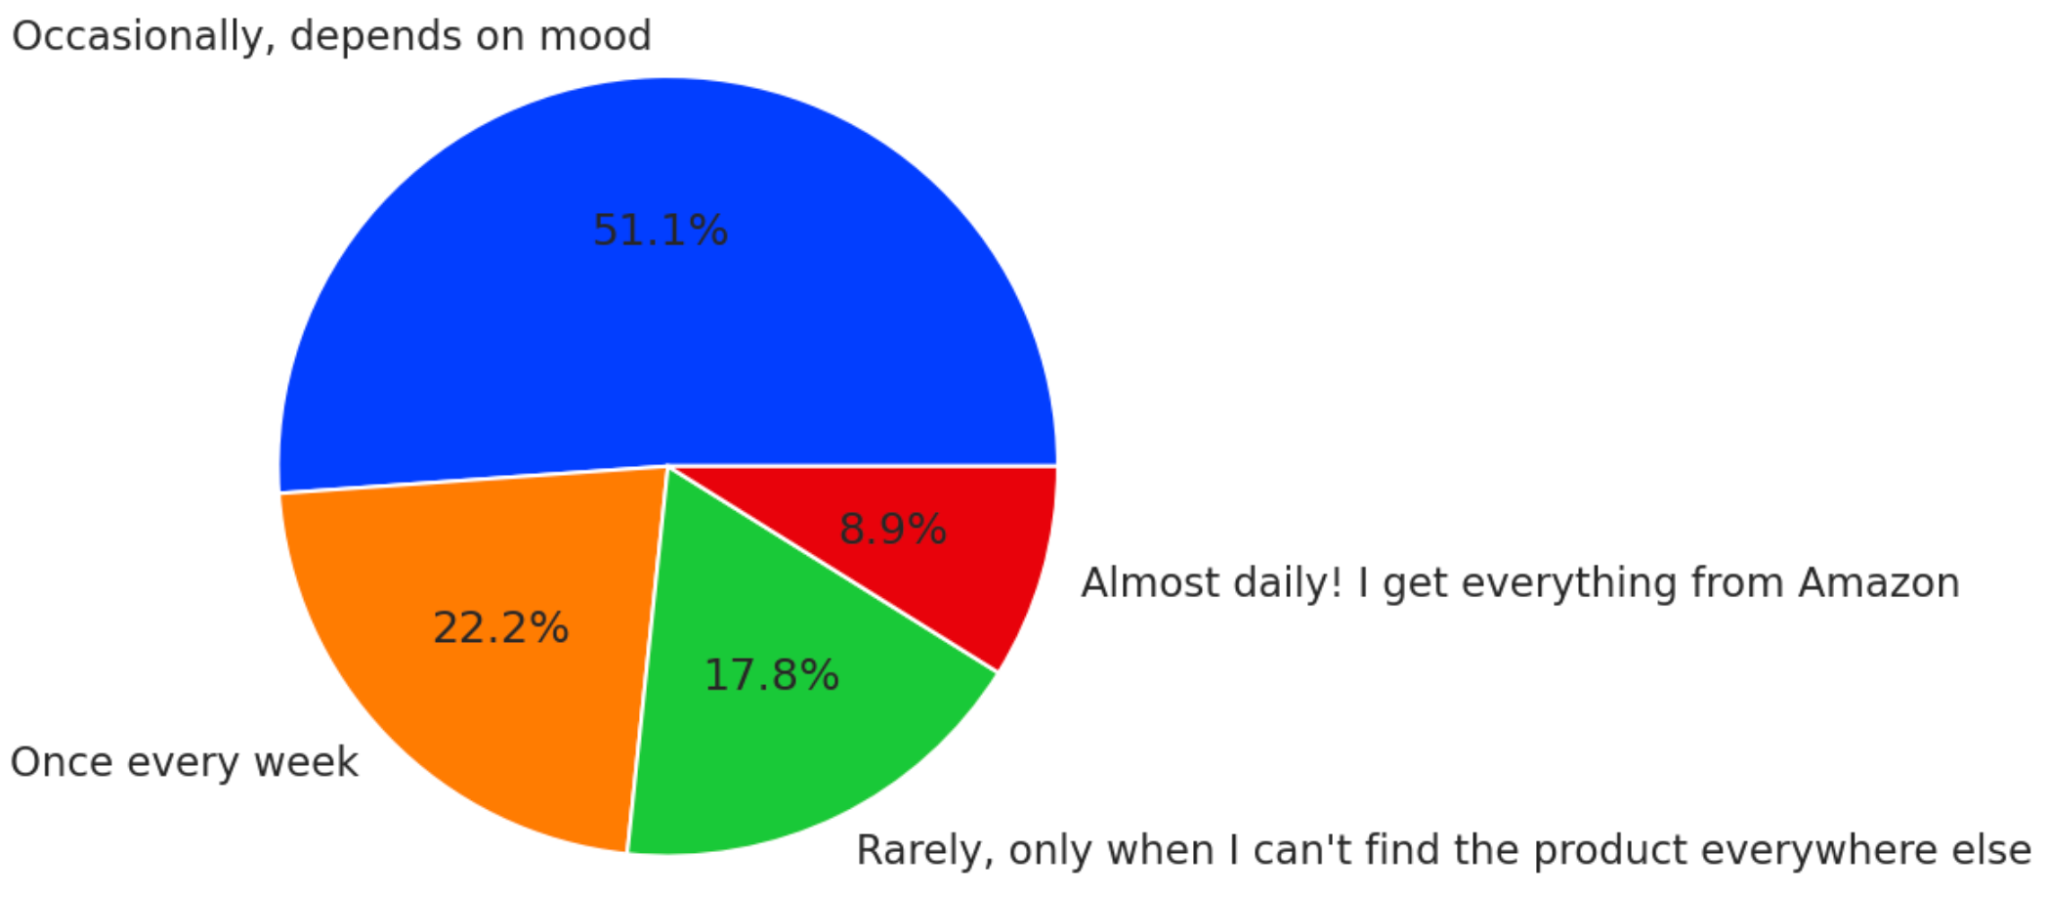 Occasionally, depends on mood
51.1%
8.9%
Almost daily! I get everything from Amazon
22.2%
17.8%
Once every week
Rarely, only when I can't find the product everywhere else